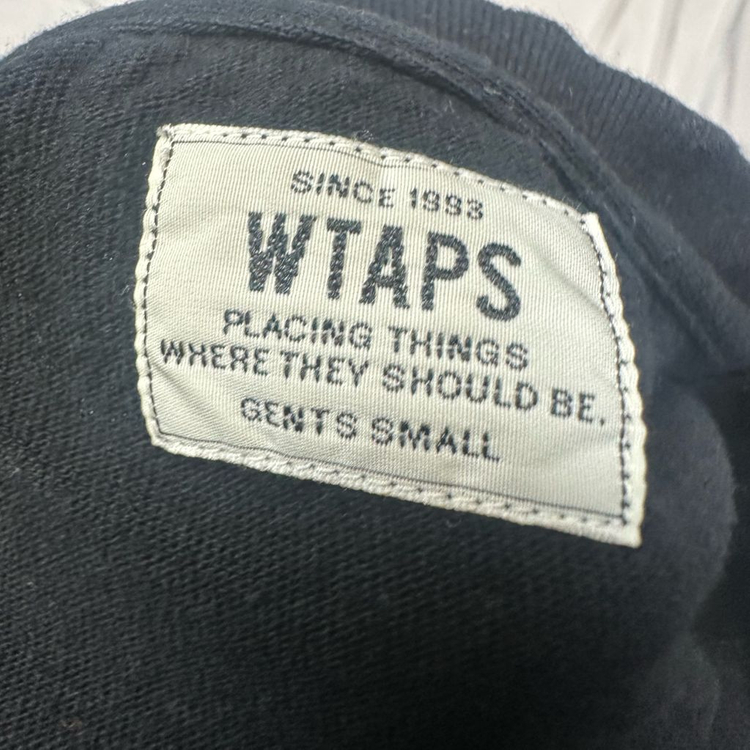 SINCE 1993
WTAPS
PLACING THINGS
WHERE THEY SHOULD BE.
GENTS SMALL